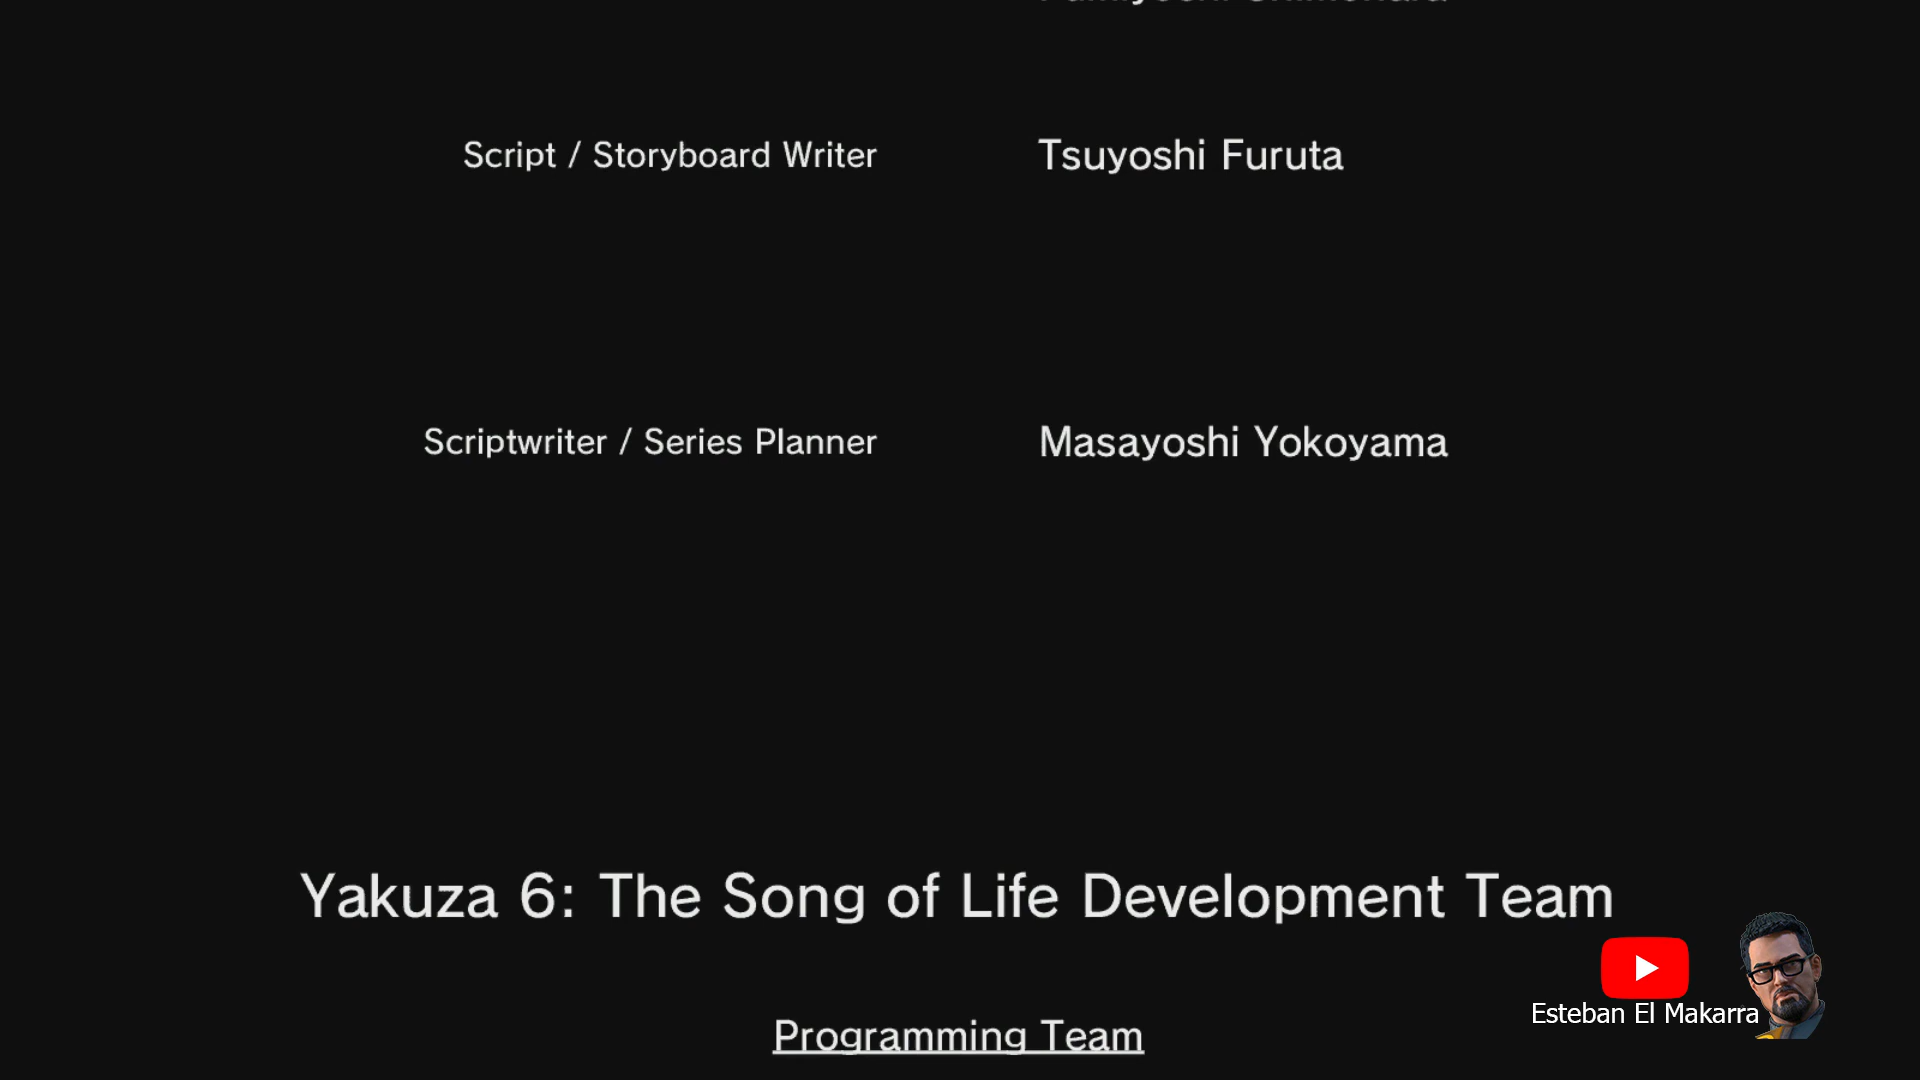 Script / Storyboard Writer Tsuyoshi Furuta
Scriptwriter / Series Planner Masayoshi Yokoyama
Yakuza 6: The Song of Life Development Team
Esteban El Makarra
Programming Team